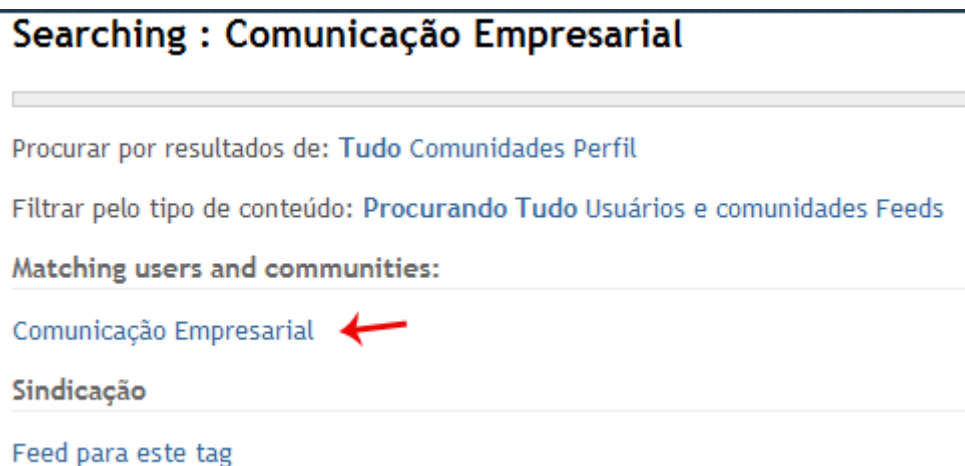 Searching : Comunicação Empresarial
Procurar por resultados de: Tudo Comunidades Perfil
Filtrar pelo tipo de conteúdo: Procurando Tudo Usuários e comunidades Feeds
Matching users and communities:
Comunicação Empresarial
Sindicação
Feed para este tag